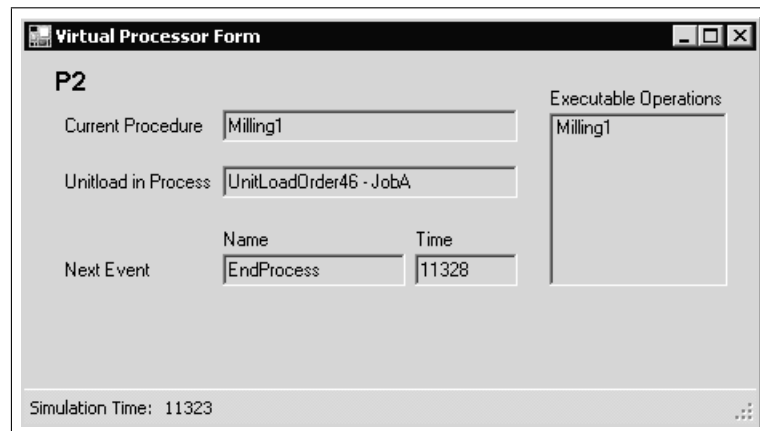 Virtual Processor Form
P2
Executable Operations
Current Procedure Milling1
Milling1
Unitload in Process UnitLoadOrder46 - JobA
Name Time
Next Event EndProcess 11328
Simulation Time: 11323